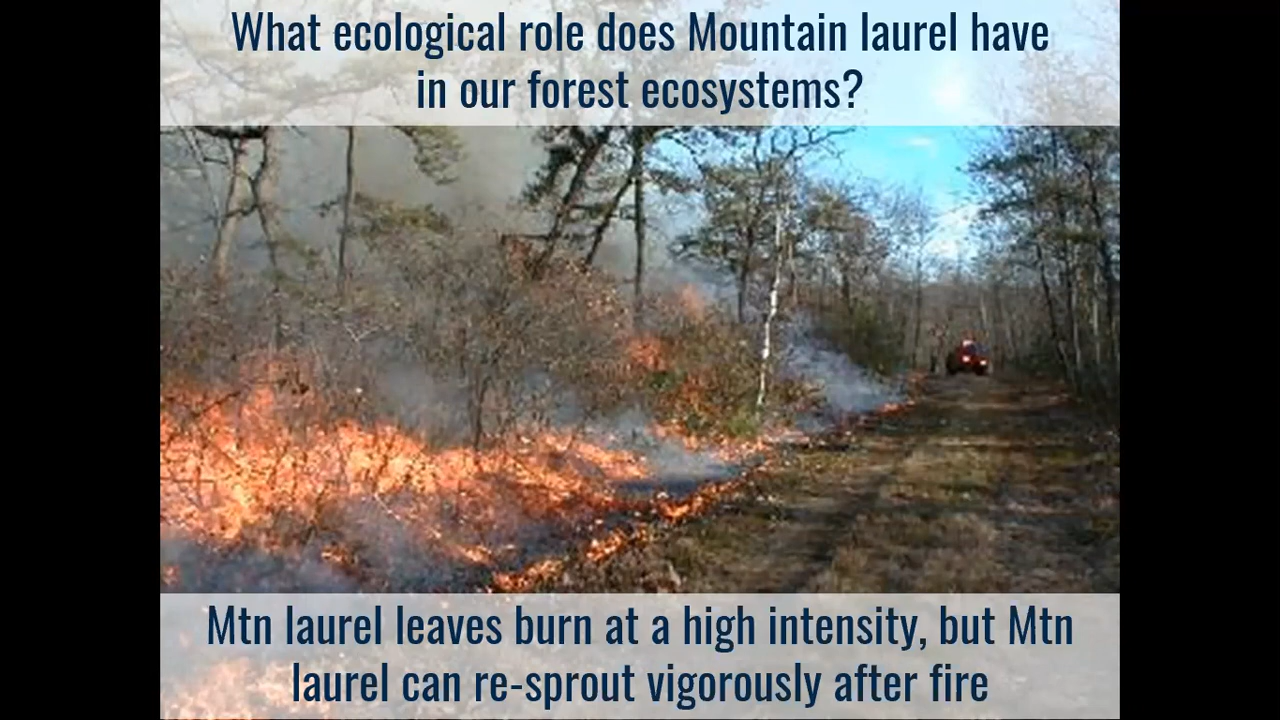 What ecological role does Mountain laurel have
in our forest ecosystems?
Mtn laurel leaves burn at a high intensity, but Mtn
laurel can re-sprout vigorously after fire